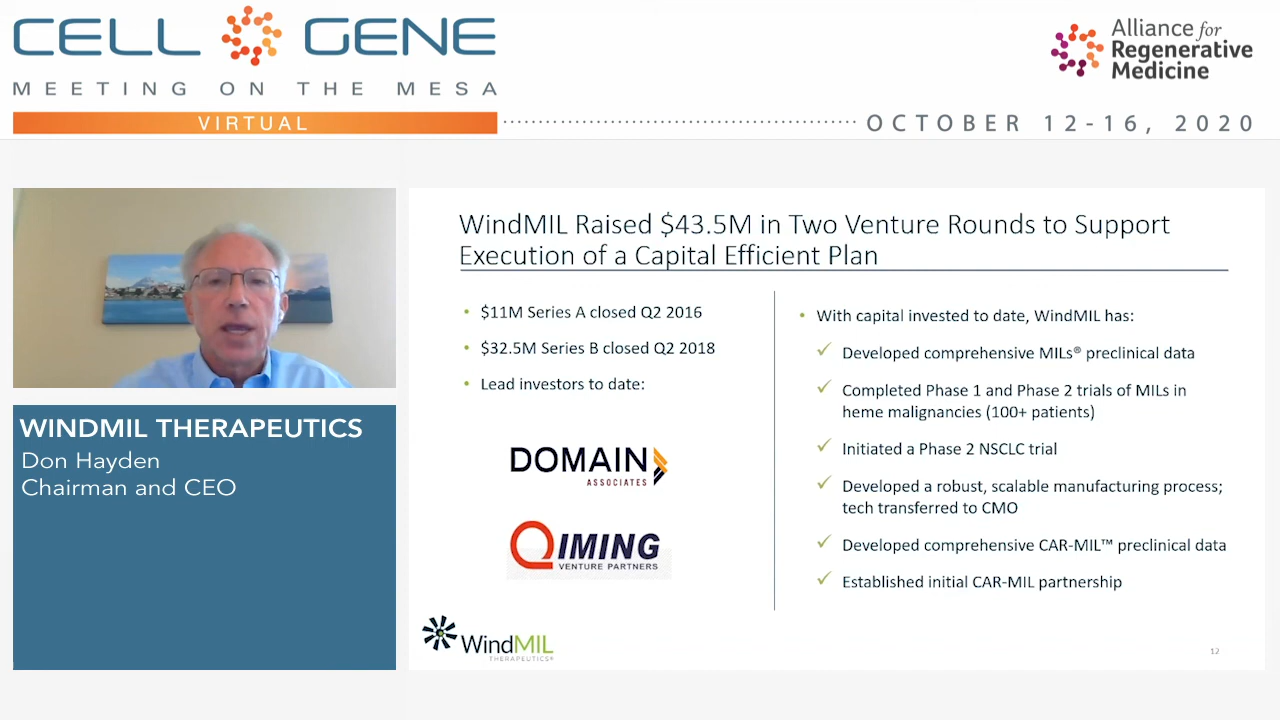 CELL GENE
MEETING ON THE MESA
VIRTUAL
Alliance for
Regenerative
Medicine
OCTOBER 12-16, 2020
WINDMIL THERAPEUTICS
Don Hayden
Chairman and CEO
WindMIL Raised $43.5M in Two Venture Rounds to Support
Execution of a Capital Efficient Plan
• $11M Series A closed Q2 2016
• $32.5M Series B closed Q2 2018
• Lead investors to date:
DOMAIN
ASSOCIATES
QIMING
VENTURE PARTNERS
• With capital invested to date, WindMIL has:
✓ Developed comprehensive MILs® preclinical data
✓ Completed Phase 1 and Phase 2 trials of MILs in
heme malignancies (100+ patients)
✓ Initiated a Phase 2 NSCLC trial
✓ Developed a robust, scalable manufacturing process;
tech transferred to CMO
✓ Developed comprehensive CAR-MIL™ preclinical data
✓ Established initial CAR-MIL partnership
WindMIL
THERAPEUTICS®
12